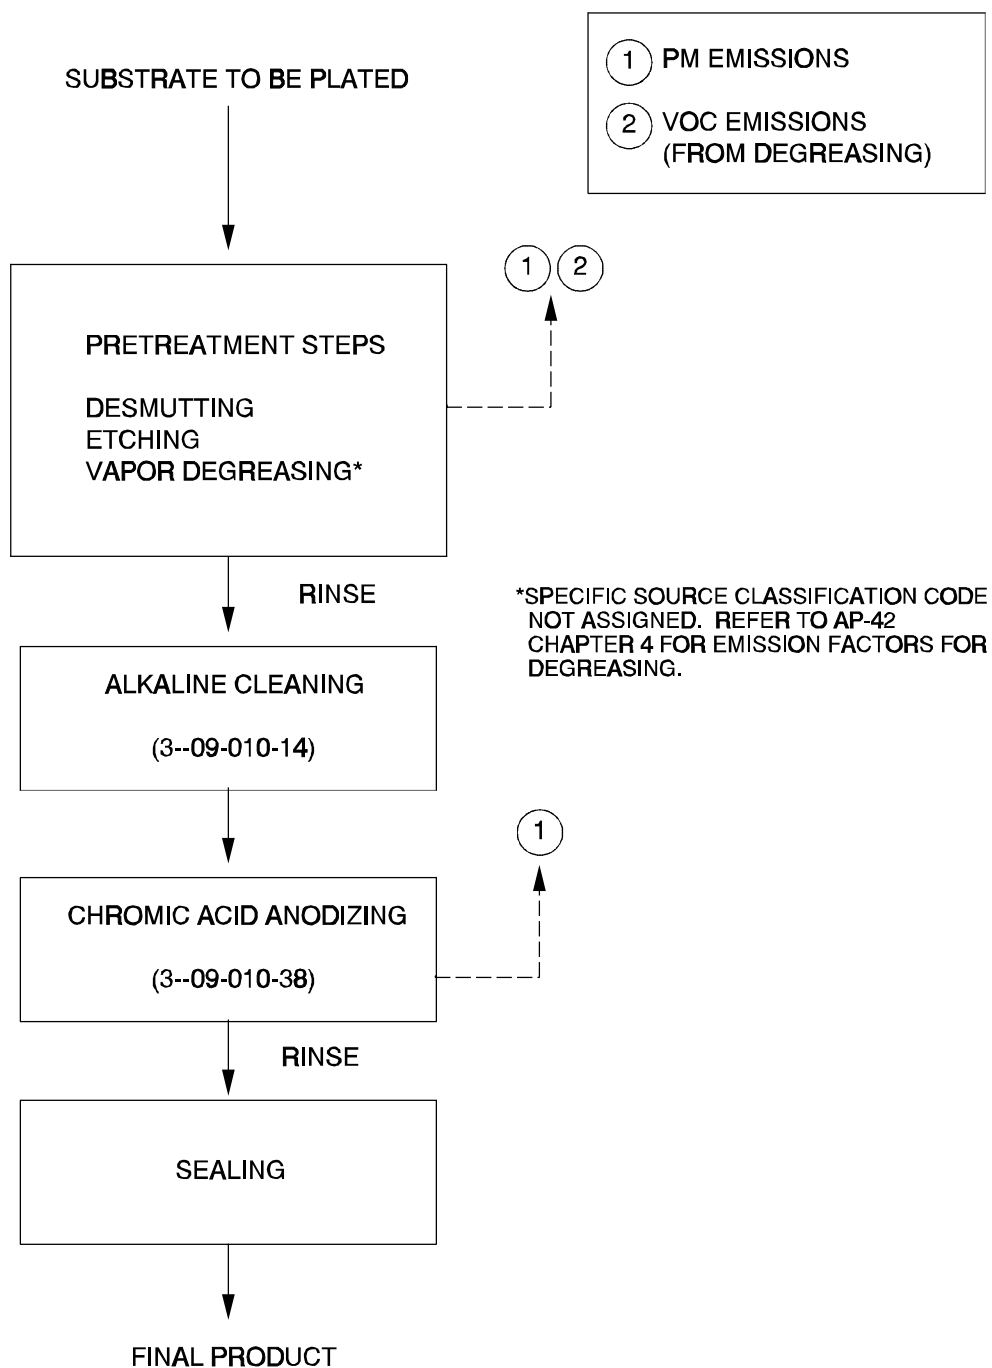 SUBSTRATE TO BE PLATED
1 PM EMISSIONS
2 VOC EMISSIONS
(FROM DEGREASING)
1 2
PRETREATMENT STEPS
DESMUTTING
ETCHING
VAPOR DEGREASING*
RINSE
*SPECIFIC SOURCE CLASSIFICATION CODE
NOT ASSIGNED. REFER TO AP-42
CHAPTER 4 FOR EMISSION FACTORS FOR
DEGREASING.
ALKALINE CLEANING
(3--09-010-14)
1
CHROMIC ACID ANODIZING
(3--09-010-38)
RINSE
SEALING
FINAL PRODUCT